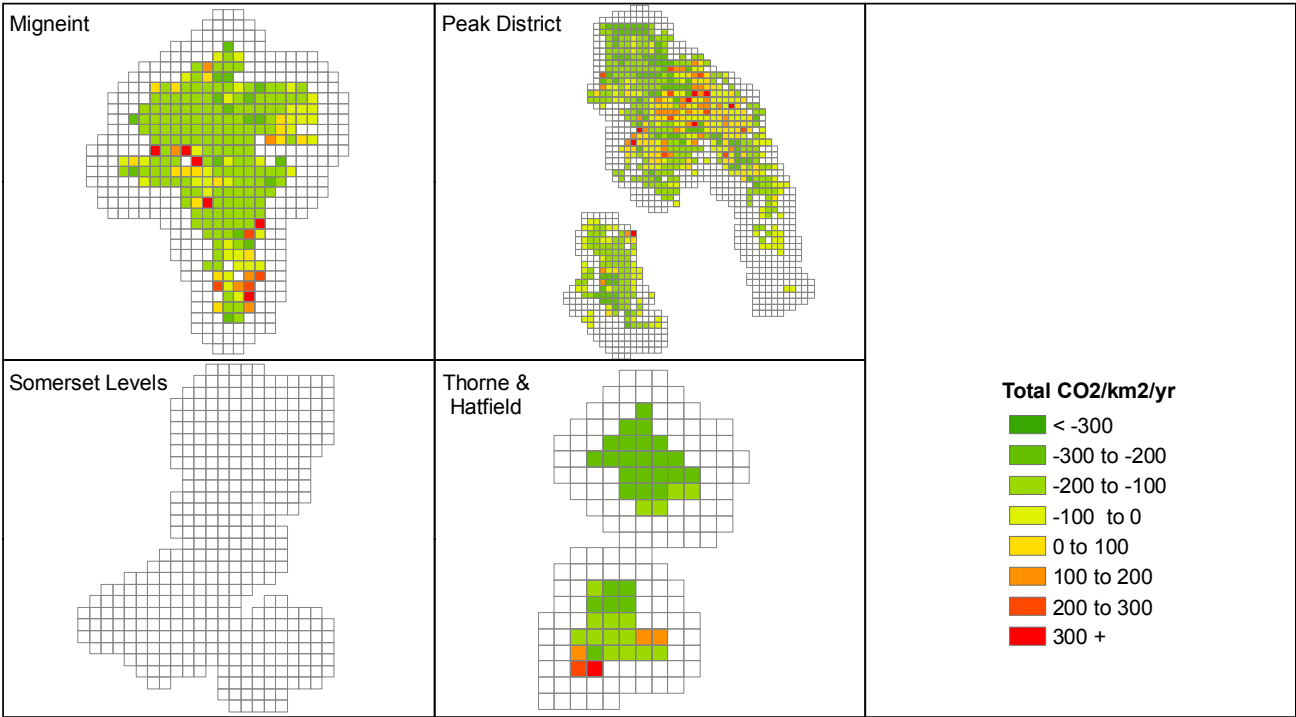 Migneint
Peak District
Somerset Levels
Thorne &
Hatfield
Total CO2/km2/yr
< -300
-300 to -200
-200 to -100
-100 to 0
0 to 100
100 to 200
200 to 300
300 +